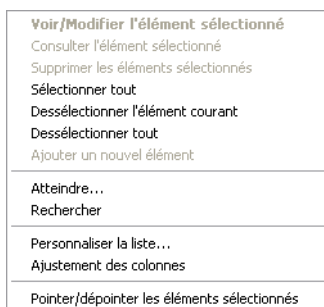 Voir/Modifier l'élément sélectionné
Consulter l'élément sélectionné
Supprimer les éléments sélectionnés
Sélectionner tout
Dessélectionner l'élément courant
Dessélectionner tout
Ajouter un nouvel élément
Atteindre...
Rechercher
Personnaliser la liste...
Ajustement des colonnes
Pointer/dépointer les éléments sélectionnés